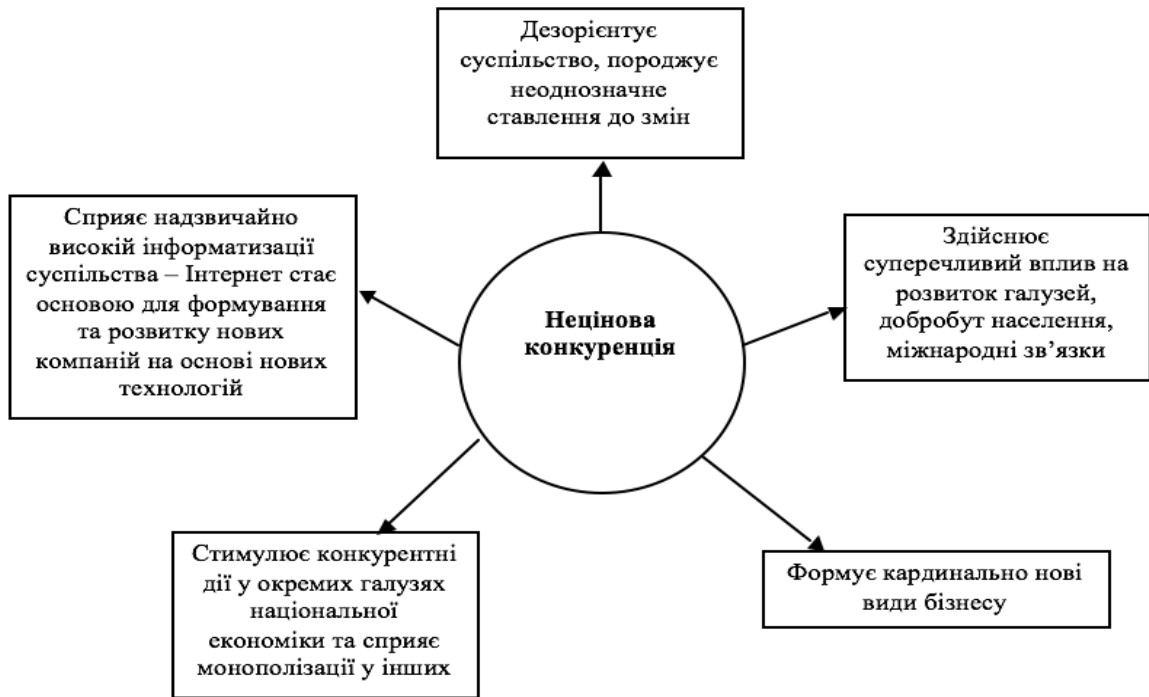 Дезорієнтує
суспільство, породжує
неоднозначне
ставлення до змін
Сприяє надзвичайно
високій інформатизації
суспільства – Інтернет стає
основою для формування
та розвитку нових
компаній на основі нових
технологій
Здійснює
суперечливий вплив на
розвиток галузей,
добробут населення,
міжнародні зв’язки
Нецінова
конкуренція
Стимулює конкурентні
дії у окремих галузях
національної
економіки та сприяє
монополізації у інших
Формує кардинально нові
види бізнесу